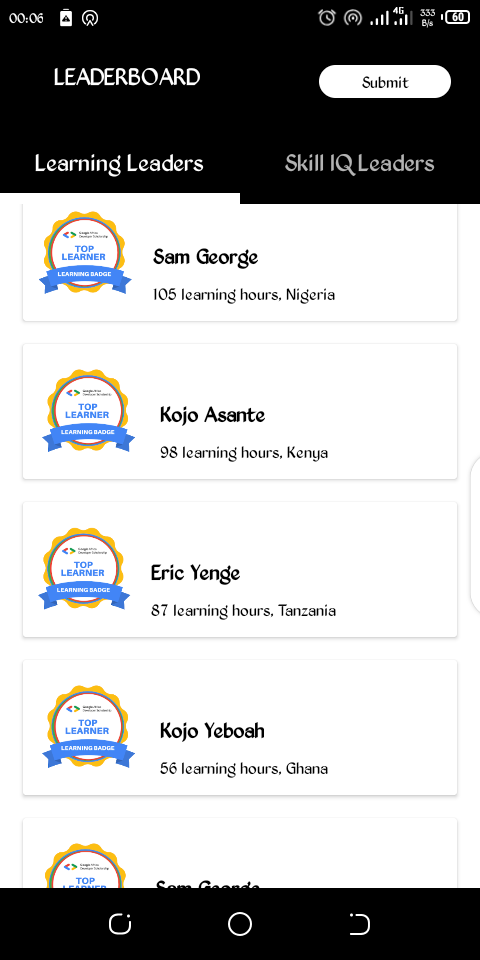 00:06
4G
333
B/s
60
LEADERBOARD
Submit
Learning Leaders
Skill IQ Leaders
TOP
LEARNER
LEARNING BADGE
Sam George
105 learning hours, Nigeria
TOP
LEARNER
LEARNING BADGE
Kojo Asante
98 learning hours, Kenya
TOP
LEARNER
LEARNING BADGE
Eric Yenge
87 learning hours, Tanzania
TOP
LEARNER
LEARNING BADGE
Kojo Yeboah
56 learning hours, Ghana
TOP
LEARNER
Sam George